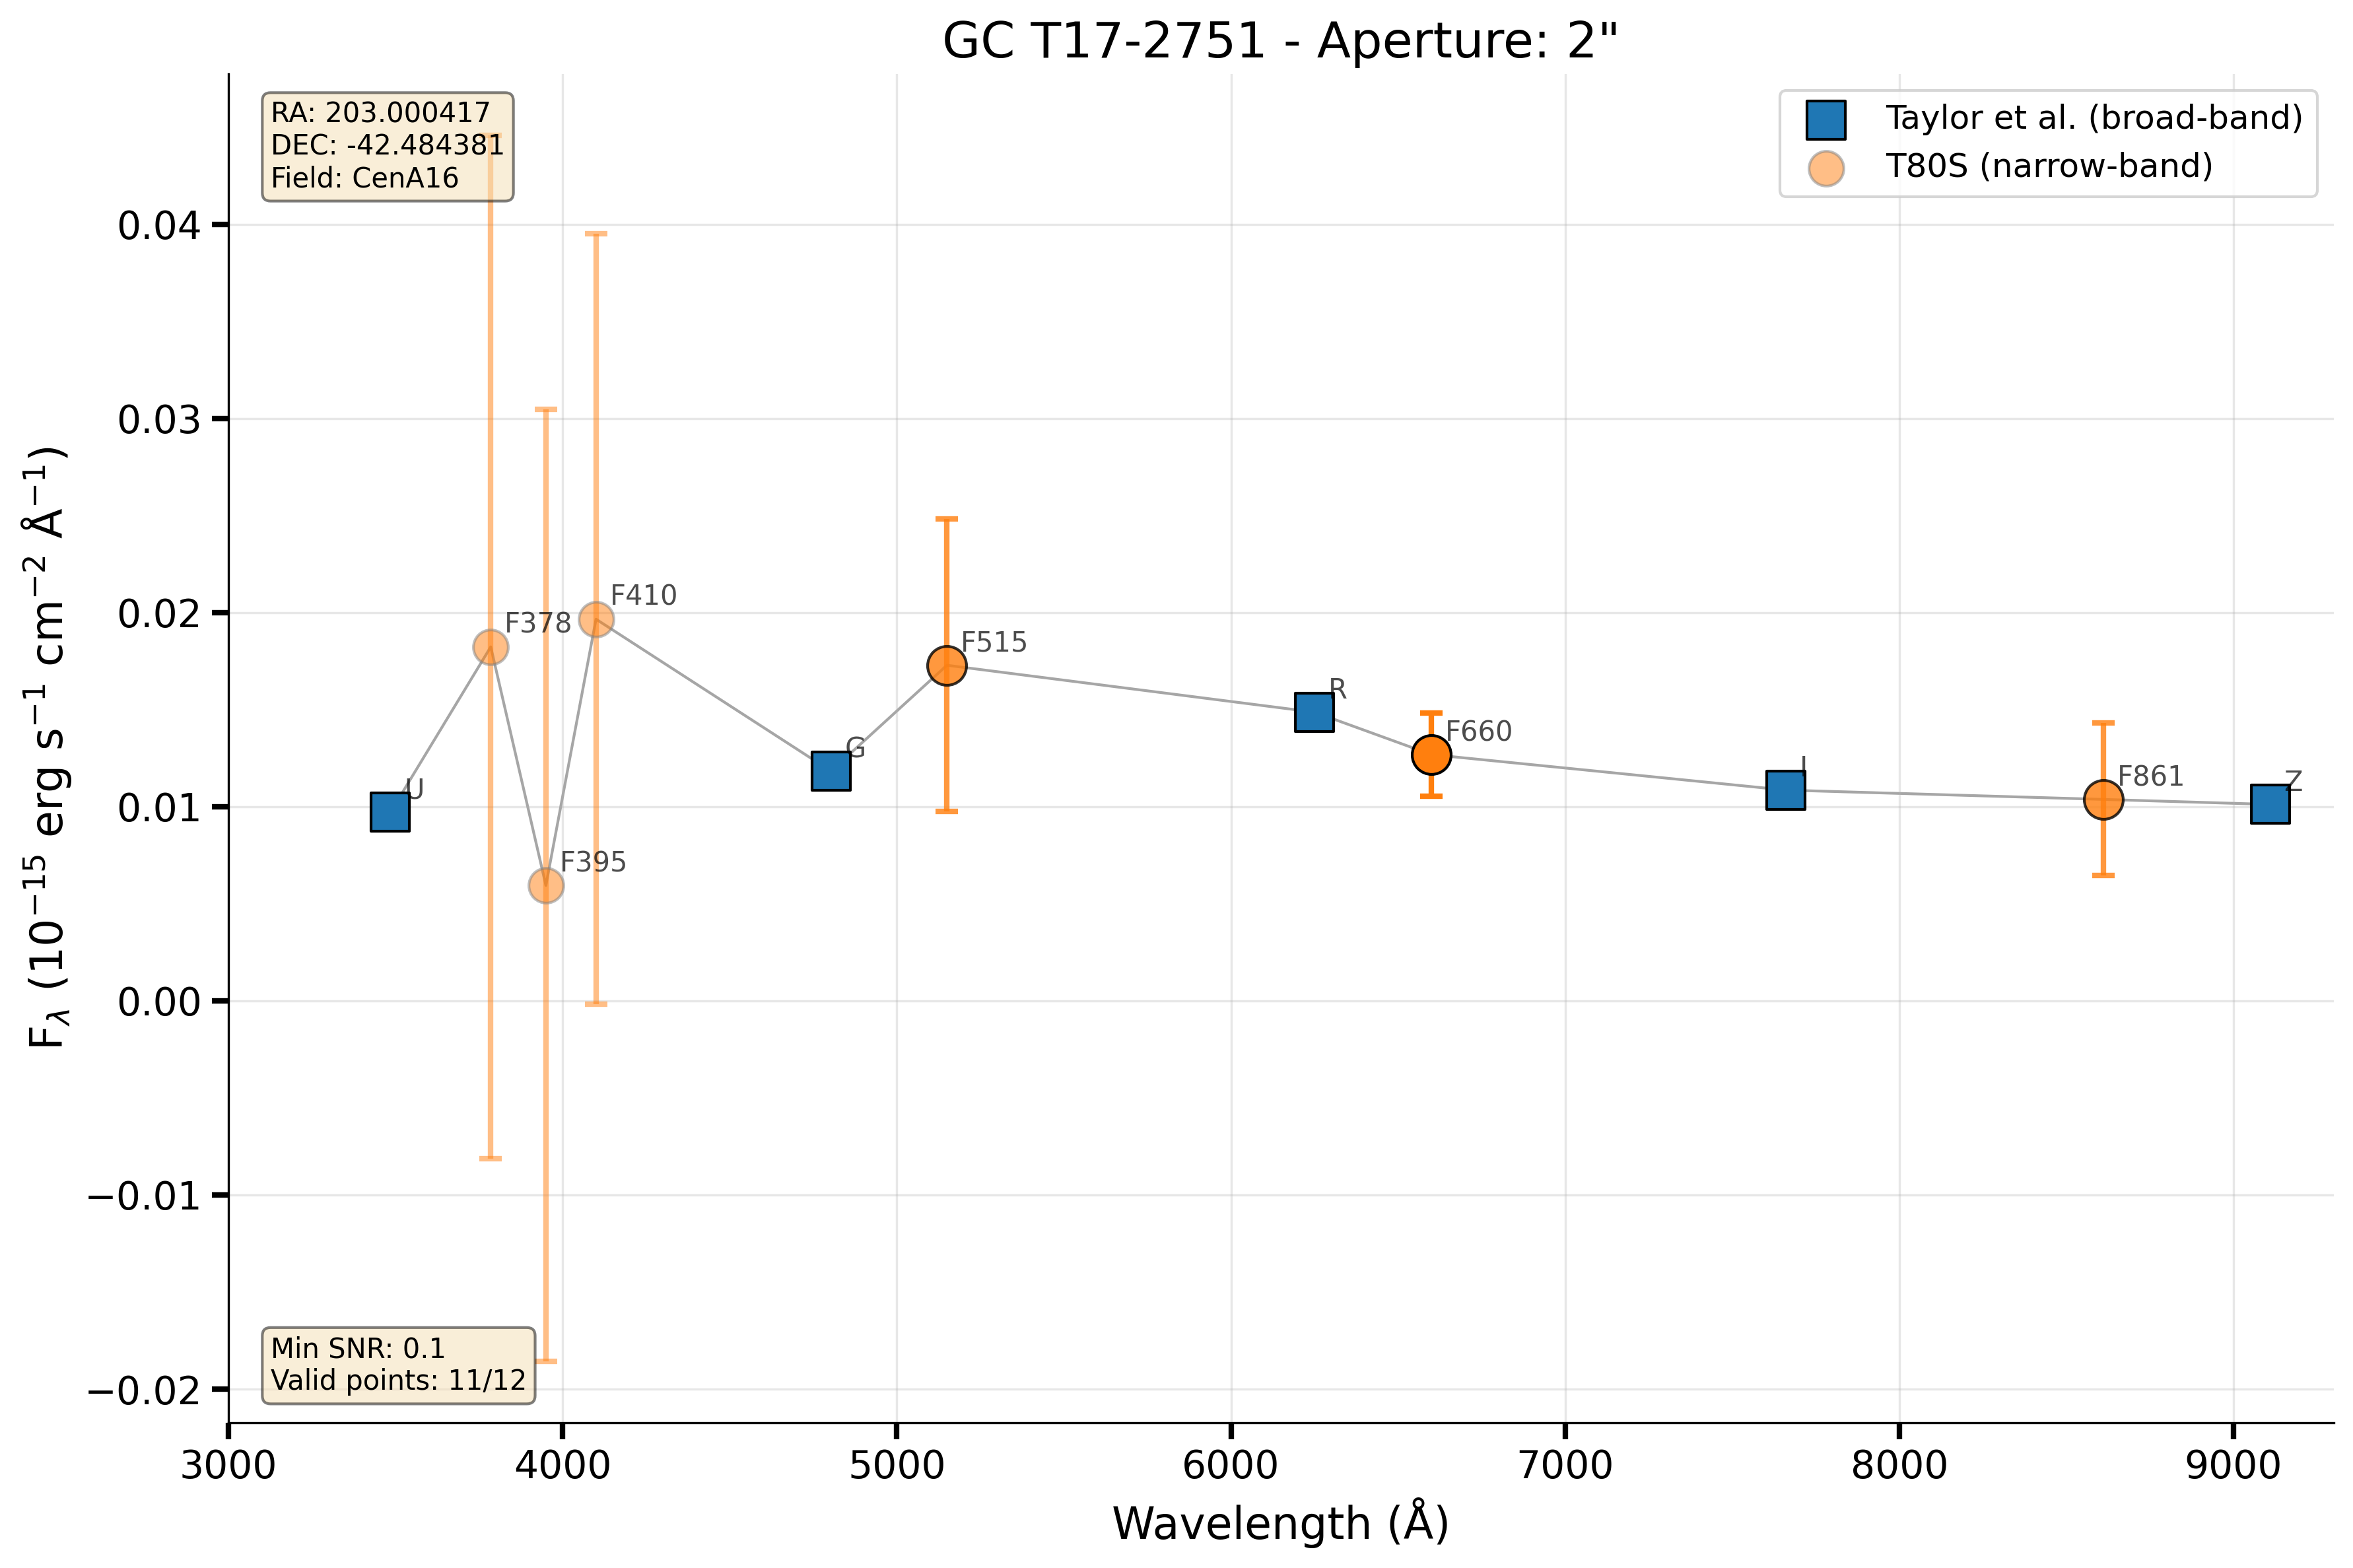 GC T17-2751 - Aperture: 2"
RA: 203.000417
DEC: -42.484381
Field: CenA16
Taylor et al. (broad-band)
T80S (narrow-band)
0.04
0.03
0.02
0.01
0.00
−0.01
−0.02
F_λ (10⁻¹⁵ erg s⁻¹ cm⁻² Å⁻¹)
U
F378
F395
F410
G
F515
R
F660
I
F861
Z
Min SNR: 0.1
Valid points: 11/12
3000 4000 5000 6000 7000 8000 9000
Wavelength (Å)